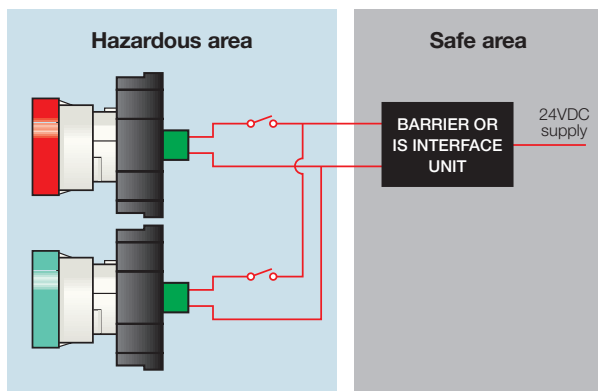 Hazardous area
Safe area
BARRIER OR
IS INTERFACE
UNIT
24VDC
supply